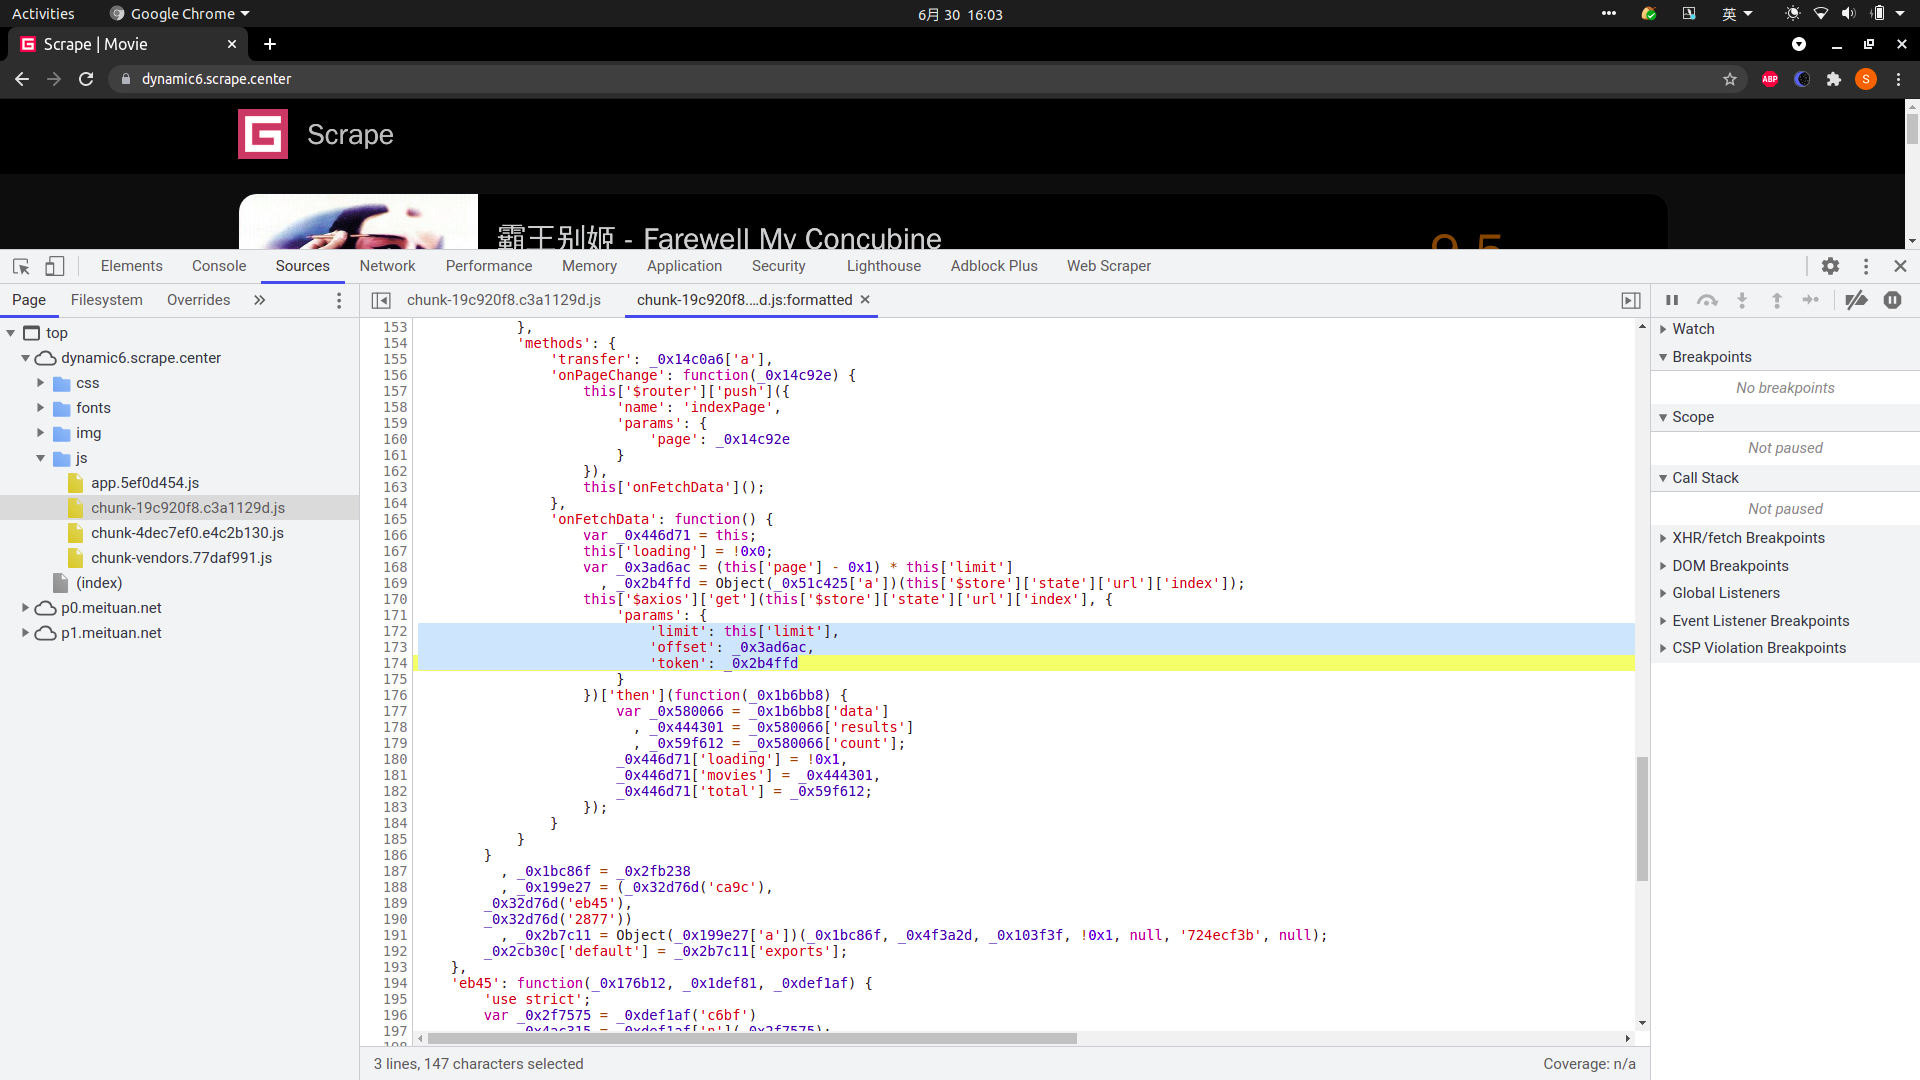 Activities
Google Chrome
6月 30 16:03
英
Scrape | Movie
dynamic6.scrape.center
ABP
S
Scrape
霸王别姬 - Farewell My Concubine
9.5
Elements Console Sources Network Performance Memory Application Security Lighthouse Adblock Plus Web Scraper
Page Filesystem Overrides »
chunk-19c920f8.c3a1129d.js
chunk-19c920f8.…d.js:formatted
top
dynamic6.scrape.center
css
fonts
img
js
app.5ef0d454.js
chunk-19c920f8.c3a1129d.js
chunk-4dec7ef0.e4c2b130.js
chunk-vendors.77daf991.js
(index)
p0.meituan.net
p1.meituan.net
153 },
154 'methods': {
155 'transfer': _0x14c0a6['a'],
156 'onPageChange': function(_0x14c92e) {
157 this['$router']['push']({
158 'name': 'indexPage',
159 'params': {
160 'page': _0x14c92e
161 }
162 }),
163 this['onFetchData']();
164 },
165 'onFetchData': function() {
166 var _0x446d71 = this;
167 this['loading'] = !0x0;
168 var _0x3ad6ac = (this['page'] - 0x1) * this['limit']
169 , _0x2b4ffd = Object(_0x51c425['a'])(this['$store']['state']['url']['index']);
170 this['$axios']['get'](this['$store']['state']['url']['index'], {
171 'params': {
172 'limit': this['limit'],
173 'offset': _0x3ad6ac,
174 'token': _0x2b4ffd
175 }
176 })['then'](function(_0x1b6bb8) {
177 var _0x580066 = _0x1b6bb8['data']
178 , _0x444301 = _0x580066['results']
179 , _0x59f612 = _0x580066['count'];
180 _0x446d71['loading'] = !0x1,
181 _0x446d71['movies'] = _0x444301,
182 _0x446d71['total'] = _0x59f612;
183 });
184 }
185 }
186 }
187 , _0x1bc86f = _0x2fb238
188 , _0x199e27 = (_0x32d76d('ca9c'),
189 _0x32d76d('eb45'),
190 _0x32d76d('2877'))
191 , _0x2b7c11 = Object(_0x199e27['a'])(_0x1bc86f, _0x4f3a2d, _0x103f3f, !0x1, null, '724ecf3b', null);
192 _0x2cb30c['default'] = _0x2b7c11['exports'];
193 },
194 'eb45': function(_0x176b12, _0x1def81, _0xdef1af) {
195 'use strict';
196 var _0x2f7575 = _0xdef1af('c6bf')
197 , _0x4ac315 = _0xdef1af['n'](_0x2f7575);
198
3 lines, 147 characters selected
Coverage: n/a
Watch
Breakpoints
No breakpoints
Scope
Not paused
Call Stack
Not paused
XHR/fetch Breakpoints
DOM Breakpoints
Global Listeners
Event Listener Breakpoints
CSP Violation Breakpoints